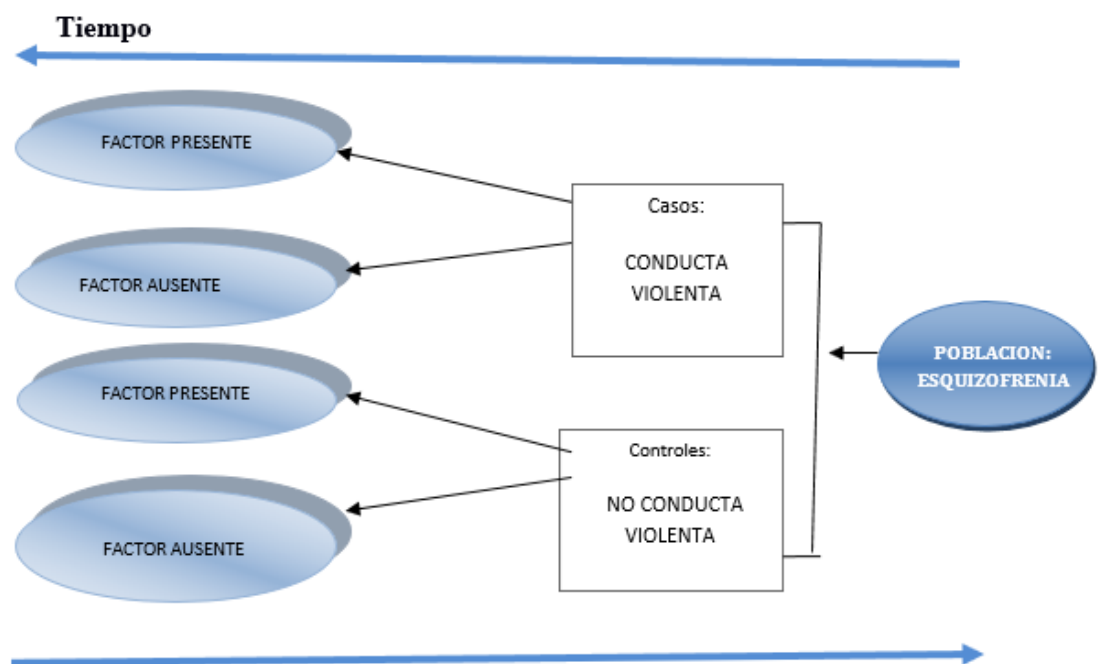 Tiempo
FACTOR PRESENTE
FACTOR AUSENTE
FACTOR PRESENTE
FACTOR AUSENTE
Casos:
CONDUCTA
VIOLENTA
Controles:
NO CONDUCTA
VIOLENTA
POBLACION:
ESQUIZOFRENIA